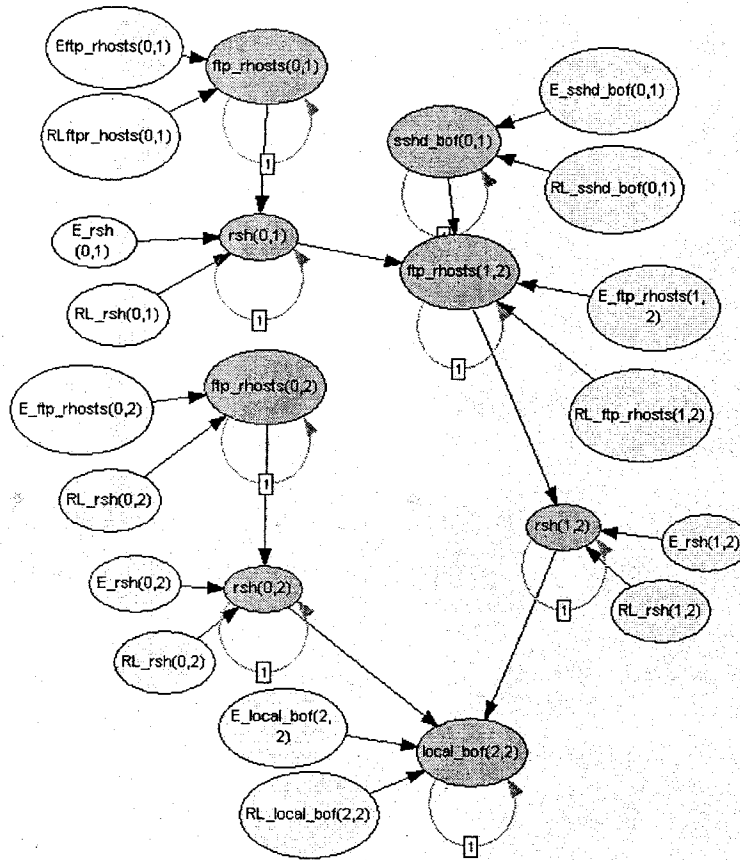 Eftp_rhosts(0,1)
ftp_rhosts(0,1)
RLftpr_hosts(0,1)
1
E_sshd_bof(0,1)
sshd_bof(0,1)
RL_sshd_bof(0,1)
E_rsh
(0,1)
rsh(0,1)
RL_rsh(0,1)
1
ftp_rhosts(1,2)
E_ftp_rhosts(1,
2)
1
RL_ftp_rhosts(1,2)
ftp_rhosts(0,2)
E_ftp_rhosts(0,2)
RL_rsh(0,2)
1
rsh(1,2)
E_rsh(1,2)
RL_rsh(1,2)
1
E_rsh(0,2)
rsh(0,2)
RL_rsh(0,2)
1
E_local_bof(2,
2)
local_bof(2,2)
RL_local_bof(2,2)
1